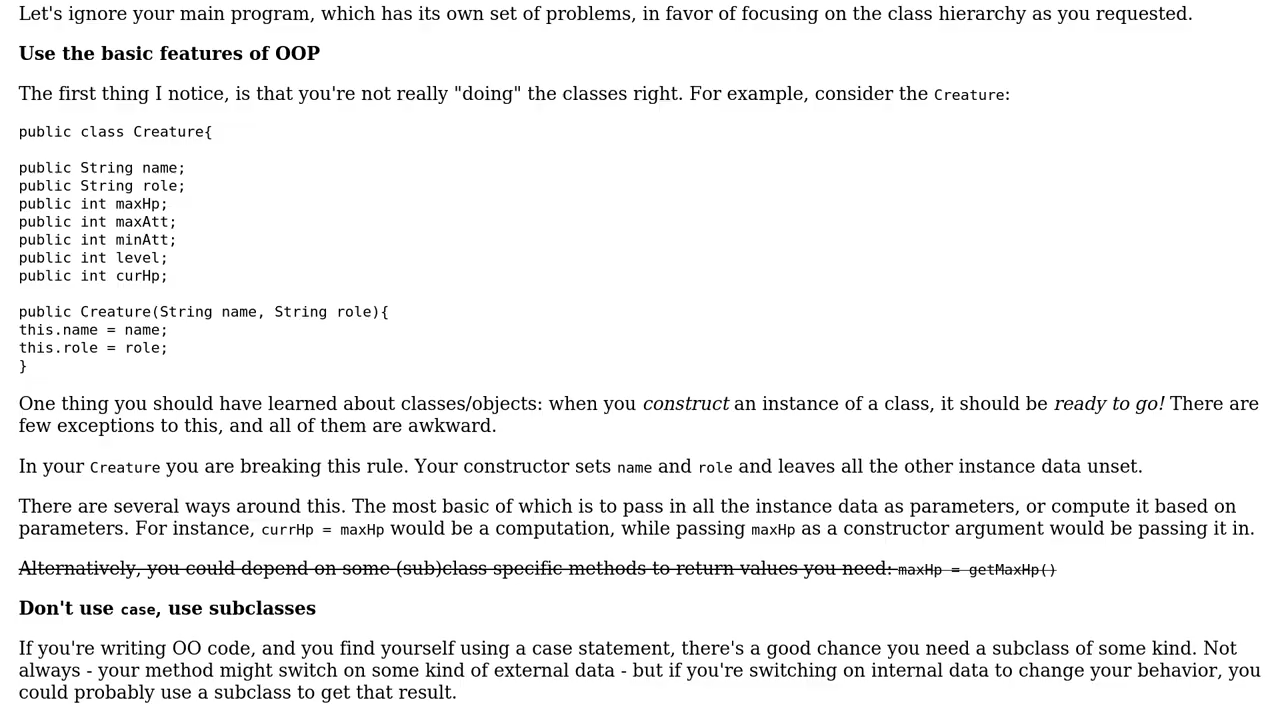 Let's ignore your main program, which has its own set of problems, in favor of focusing on the class hierarchy as you requested.
Use the basic features of OOP
The first thing I notice, is that you're not really "doing" the classes right. For example, consider the Creature:
public class Creature{
public String name;
public String role;
public int maxHp;
public int maxAtt;
public int minAtt;
public int level;
public int curHp;
public Creature(String name, String role){
this.name = name;
this.role = role;
}
One thing you should have learned about classes/objects: when you construct an instance of a class, it should be ready to go! There are
few exceptions to this, and all of them are awkward.
In your Creature you are breaking this rule. Your constructor sets name and role and leaves all the other instance data unset.
There are several ways around this. The most basic of which is to pass in all the instance data as parameters, or compute it based on
parameters. For instance, currHp = maxHp would be a computation, while passing maxHp as a constructor argument would be passing it in.
Alternatively, you could depend on some (sub)class specific methods to return values you need: maxHp = getMaxHp()
Don't use case, use subclasses
If you're writing OO code, and you find yourself using a case statement, there's a good chance you need a subclass of some kind. Not
always - your method might switch on some kind of external data - but if you're switching on internal data to change your behavior, you
could probably use a subclass to get that result.